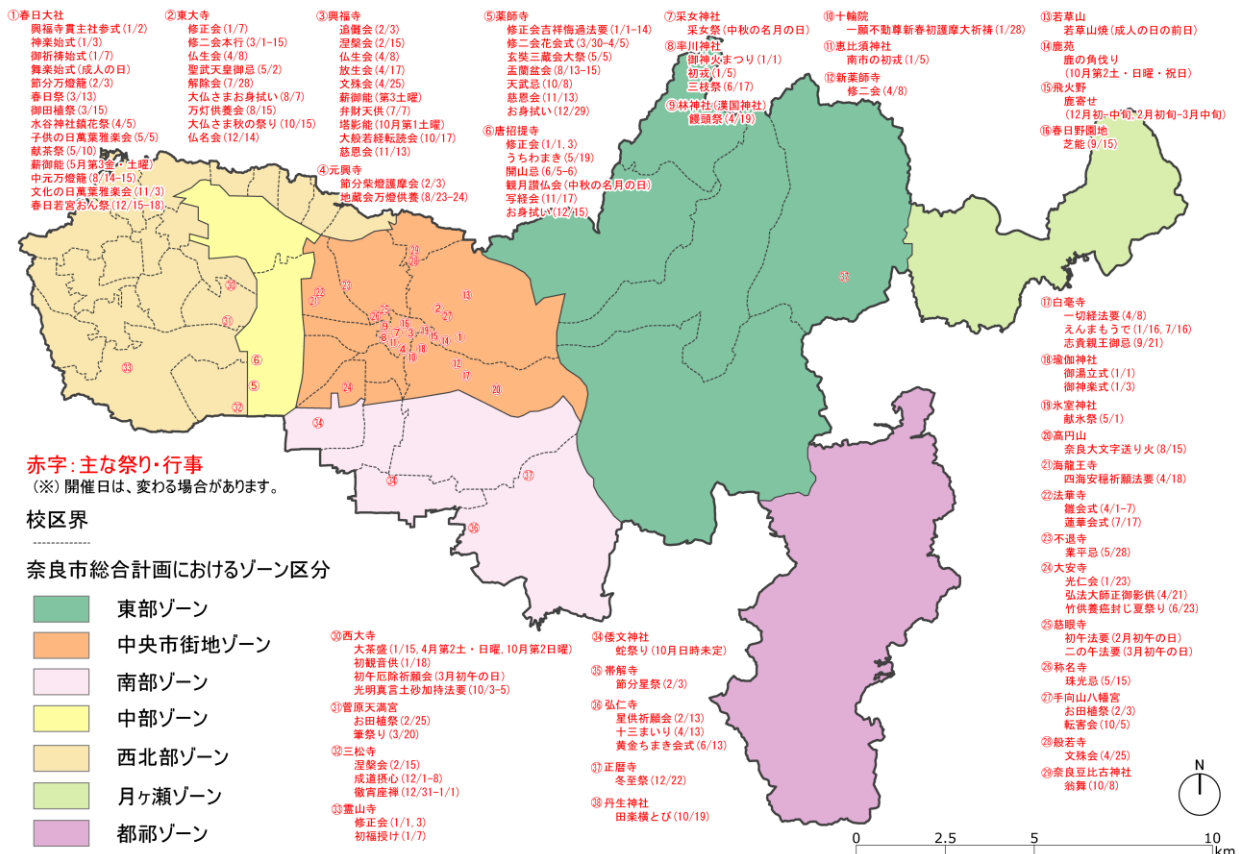 ①春日大社
興福寺貫主社参式(1/2)
神楽始式(1/3)
御祈祷始式(1/7)
舞楽始式(成人の日)
節分万燈籠(2/3)
春日祭(3/13)
御田植祭(3/15)
水谷神社鎮花祭(4/5)
子供の日萬葉雅楽会(5/5)
献茶祭(5/10)
薪御能(5月第3金・土曜)
中元万燈籠(8/14-15)
文化の日萬葉雅楽会(11/3)
春日若宮おん祭(12/15-18)
②東大寺
修正会(1/7)
修二会本行(3/1-15)
仏生会(4/8)
聖武天皇御忌(5/2)
解除会(7/28)
大仏さまお身拭い(8/7)
万灯供養会(8/15)
大仏さま秋の祭り(10/15)
仏名会(12/14)
③興福寺
追儺会(2/3)
涅槃会(2/15)
仏生会(4/8)
放生会(4/17)
文殊会(4/25)
薪御能(第3土曜)
弁財天供(7/7)
塔影能(10月第1土曜)
大般若経転読会(10/17)
慈恩会(11/13)
④元興寺
節分柴燈護摩会(2/3)
地蔵会万燈供養(8/23-24)
⑤薬師寺
修正会吉祥悔過法要(1/1-14)
修二会花会式(3/30-4/5)
玄奘三蔵会大祭(5/5)
盂蘭盆会(8/13-15)
天武忌(10/8)
慈恩会(11/13)
お身拭い(12/29)
⑥唐招提寺
修正会(1/1,3)
うちわまき(5/19)
開山忌(6/5-6)
観月讃仏会(中秋の名月の日)
写経会(11/17)
お身拭い(12/15)
⑦采女神社
采女祭(中秋の名月の日)
⑧率川神社
御神火まつり(1/1)
初戎(1/5)
三枝祭(6/17)
⑨林神社(漢国神社)
饅頭祭(4/19)
⑩十輪院
一願不動尊新春初護摩大祈祷(1/28)
⑪恵比須神社
南市の初戎(1/5)
⑫新薬師寺
修二会(4/8)
⑬若草山
若草山焼(成人の日の前日)
⑭鹿苑
鹿の角伐り
(10月第2土・日曜・祝日)
⑮飛火野
鹿寄せ
(12月初-中旬、2月初旬-3月中旬)
⑯春日野園地
芝能(9/15)
⑰白毫寺
一切経法要(4/8)
えんまもうで(1/16,7/16)
志貴親王御忌(9/21)
⑱瑜伽神社
御湯立式(1/1)
御神楽式(1/3)
⑲氷室神社
献氷祭(5/1)
⑳高円山
奈良大文字送り火(8/15)
㉑海龍王寺
四海安穏祈願法要(4/18)
㉒法華寺
雛会式(4/1-7)
蓮華会式(7/17)
㉓不退寺
業平忌(5/28)
㉔大安寺
光仁会(1/23)
弘法大師正御影供(4/21)
竹供養癌封じ夏祭り(6/23)
㉕慈眼寺
初午法要(2月初午の日)
二の午法要(3月初午の日)
㉖称名寺
珠光忌(5/15)
㉗手向山八幡宮
お田植祭(2/3)
転害会(10/5)
㉘般若寺
文殊会(4/25)
㉙奈良豆比古神社
翁舞(10/8)
赤字:主な祭り・行事
(※)開催日は、変わる場合があります。
校区界
奈良市総合計画におけるゾーン区分
東部ゾーン
中央市街地ゾーン
南部ゾーン
中部ゾーン
西北部ゾーン
月ヶ瀬ゾーン
都祁ゾーン
㉚西大寺
大茶盛(1/15,4月第2土・日曜,10月第2日曜)
初観音供(1/18)
初午厄除祈願会(3月初午の日)
光明真言土砂加持法要(10/3-5)
㉛菅原天満宮
お田植祭(2/25)
筆祭り(3/20)
㉜三松寺
涅槃会(2/15)
成道摂心(12/1-8)
徹宵座禅(12/31-1/1)
㉝霊山寺
修正会(1/1,3)
初福授け(1/7)
㉞倭文神社
蛇祭り(10月日時未定)
㉟帯解寺
節分星祭(2/3)
㊱弘仁寺
星供祈願会(2/13)
十三まいり(4/13)
黄金ちまき会式(6/13)
㊲正暦寺
冬至祭(12/22)
㊳丹生神社
田楽横とび(10/19)
N
0 2.5 5 10
km